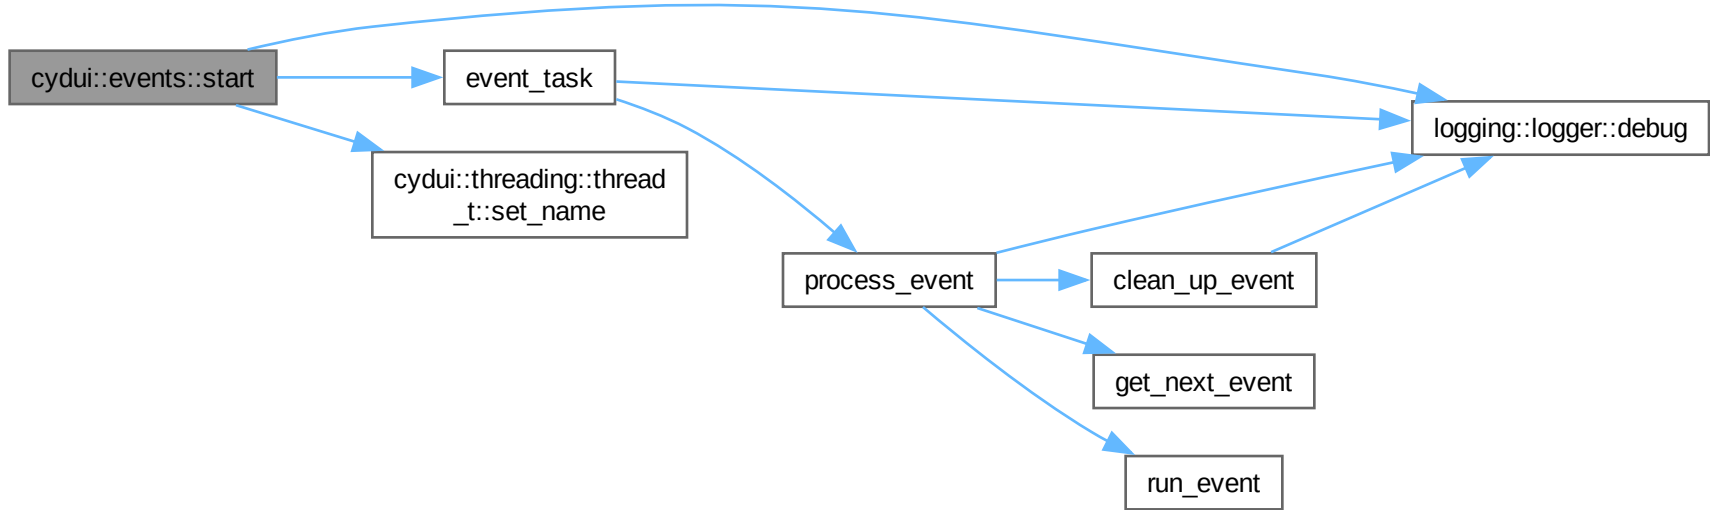 cydui::events::start
event_task
logging::logger::debug
cydui::threading::thread
_t::set_name
process_event
clean_up_event
get_next_event
run_event